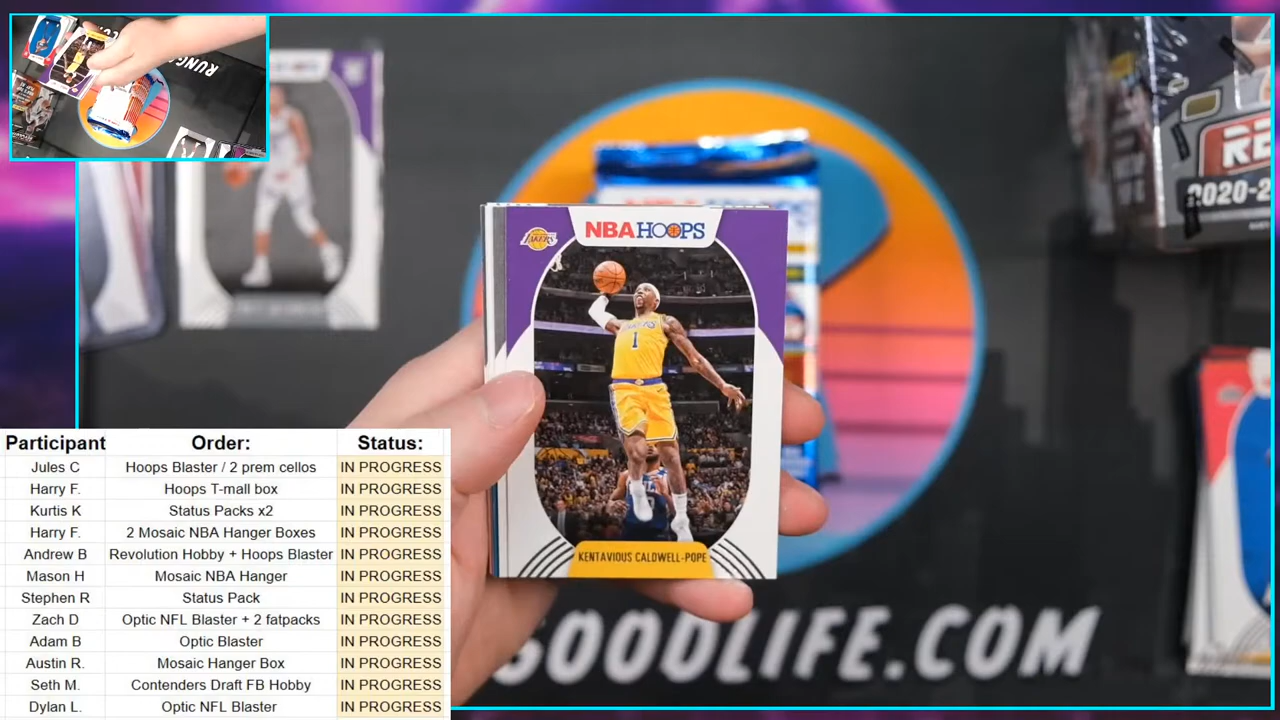 RUNGOOD
RE
2020-2
LAKERS
NBA HOOPS
1
KENTAVIOUS CALDWELL-POPE
GOODLIFE.COM
Participant Order: Status:
Jules C Hoops Blaster / 2 prem cellos IN PROGRESS
Harry F. Hoops T-mall box IN PROGRESS
Kurtis K Status Packs x2 IN PROGRESS
Harry F. 2 Mosaic NBA Hanger Boxes IN PROGRESS
Andrew B Revolution Hobby + Hoops Blaster IN PROGRESS
Mason H Mosaic NBA Hanger IN PROGRESS
Stephen R Status Pack IN PROGRESS
Zach D Optic NFL Blaster + 2 fatpacks IN PROGRESS
Adam B Optic Blaster IN PROGRESS
Austin R. Mosaic Hanger Box IN PROGRESS
Seth M. Contenders Draft FB Hobby IN PROGRESS
Dylan L. Optic NFL Blaster IN PROGRESS